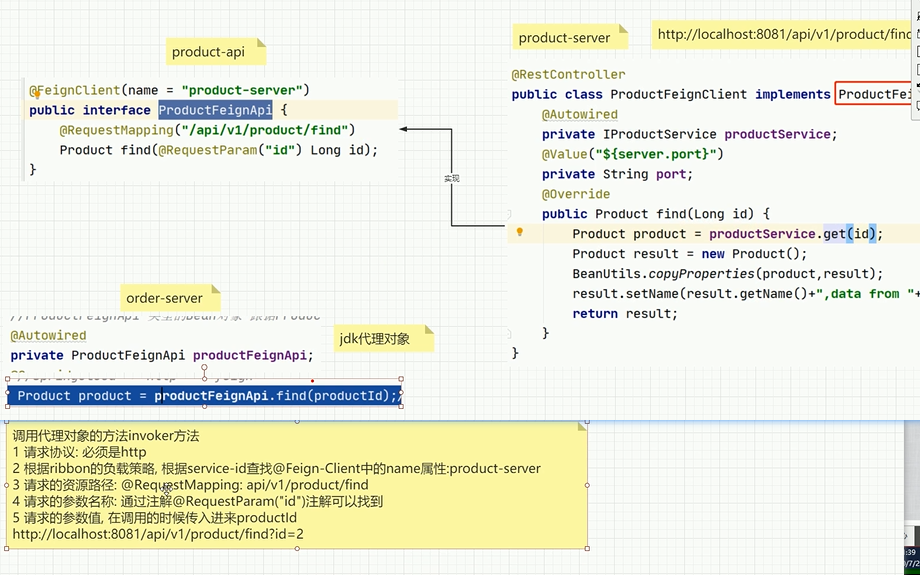 product-api
@FeignClient(name = "product-server")
public interface ProductFeignApi {
@RequestMapping("/api/v1/product/find")
Product find(@RequestParam("id") Long id);
}
实现
product-server
http://localhost:8081/api/v1/product/find
@RestController
public class ProductFeignClient implements ProductFei
@Autowired
private IProductService productService;
@Value("${server.port}")
private String port;
@Override
public Product find(Long id) {
Product product = productService.get(id);
Product result = new Product();
BeanUtils.copyProperties(product,result);
result.setName(result.getName()+",data from "+
return result;
}
}
order-server
@Autowired
private ProductFeignApi productFeignApi;
jdk代理对象
Product product = productFeignApi.find(productId);
调用代理对象的方法invoker方法
1 请求协议: 必须是http
2 根据ribbon的负载策略, 根据service-id查找@Feign-Client中的name属性:product-server
3 请求的资源路径: @RequestMapping: api/v1/product/find
4 请求的参数名称: 通过注解@RequestParam("id")注解可以找到
5 请求的参数值, 在调用的时候传入进来productId
http://localhost:8081/api/v1/product/find?id=2